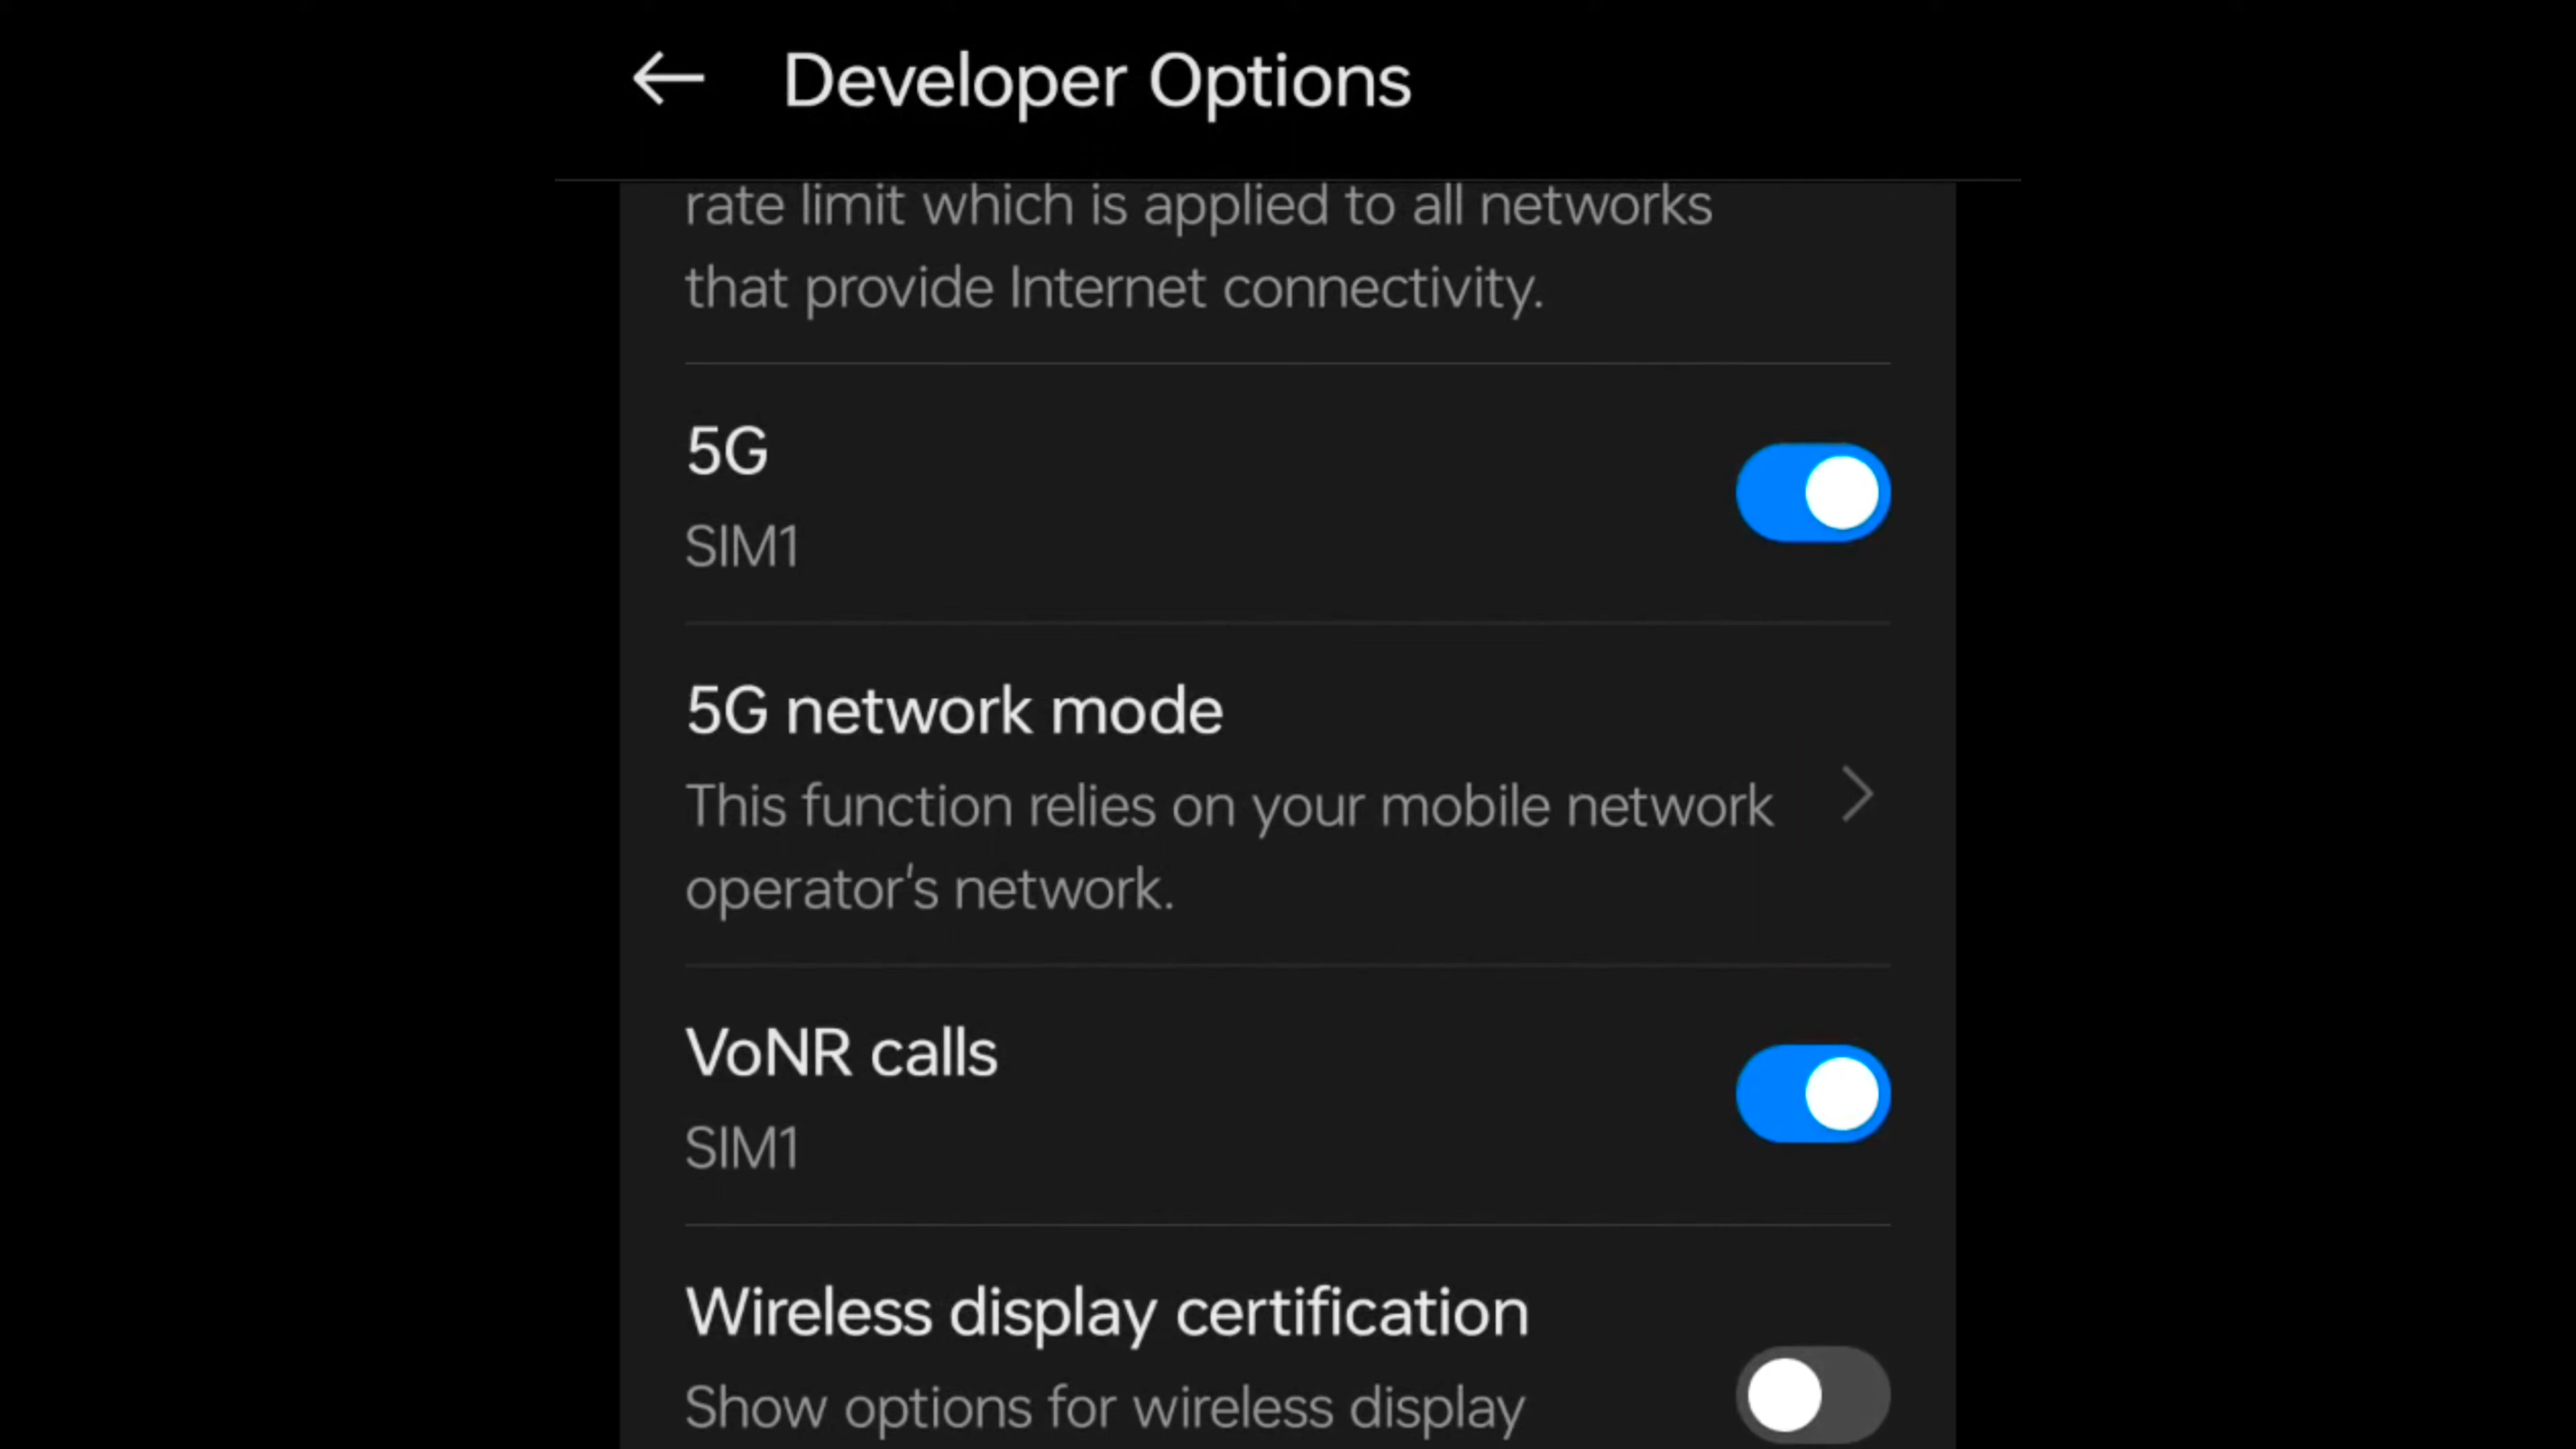 Developer Options
rate limit which is applied to all networks
that provide Internet connectivity.
5G
SIM1
5G network mode
This function relies on your mobile network
operator's network.
VoNR calls
SIM1
Wireless display certification
Show options for wireless display